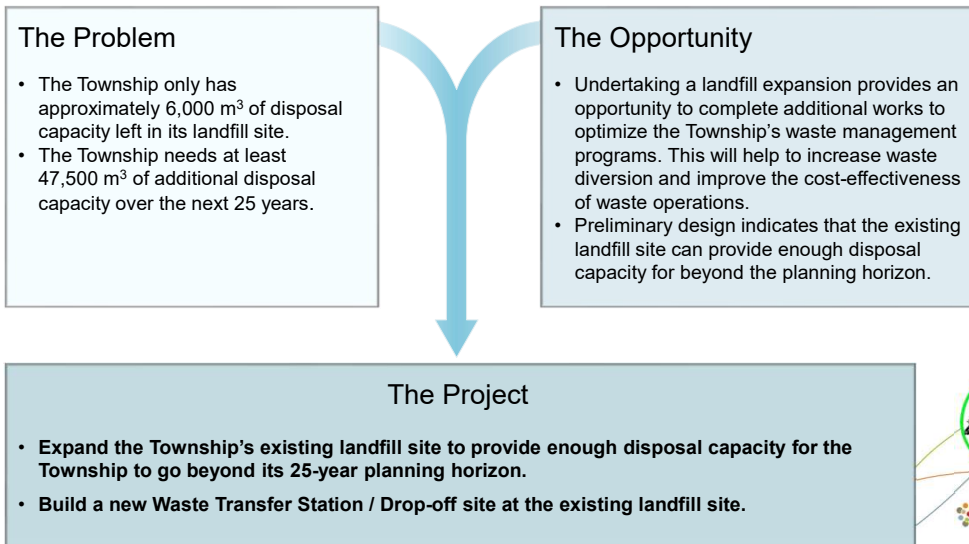 The Problem
• The Township only has
approximately 6,000 m³ of disposal
capacity left in its landfill site.
• The Township needs at least
47,500 m³ of additional disposal
capacity over the next 25 years.
The Opportunity
• Undertaking a landfill expansion provides an
opportunity to complete additional works to
optimize the Township’s waste management
programs. This will help to increase waste
diversion and improve the cost-effectiveness
of waste operations.
• Preliminary design indicates that the existing
landfill site can provide enough disposal
capacity for beyond the planning horizon.
The Project
• Expand the Township’s existing landfill site to provide enough disposal capacity for the
Township to go beyond its 25-year planning horizon.
• Build a new Waste Transfer Station / Drop-off site at the existing landfill site.